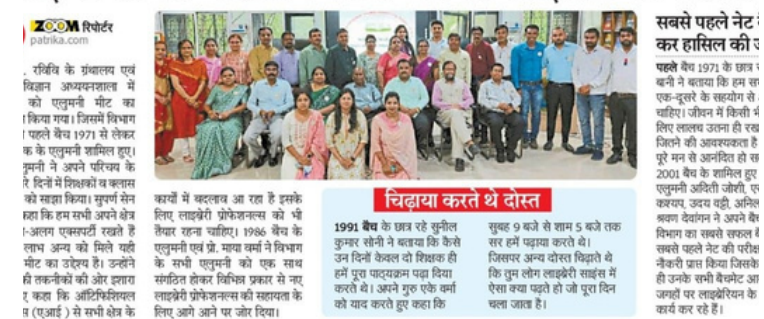 ZOOM रिपोर्टर
patrika.com
. रविवि के ग्रंथालय एवं
विज्ञान अध्ययनशाला में
को एलुमनी मीट का
किया गया। जिसमें विभाग
पहले बैच 1971 से लेकर
क के एलुमनी शामिल हुए।
ने अपने परिचय के
दिनों में शिक्षकों व क्लास
को साझा किया। सुपर्ण सेन
कहा कि हम सभी अपने क्षेत्र
-अलग एक्सपर्टी रखते हैं
लाभ अन्य को मिले यही
मीट का उद्देश्य है। उन्होंने
की तकनीकों की ओर इशारा
कहा कि ऑटिफिशियल
(एआई ) से सभी क्षेत्र के
कार्यों में बदलाव आ रहा है इसके
लिए लाइब्रेरी प्रोफेशनल्स को भी
तैयार रहना चाहिए। 1986 बैच के
एलुमनी एवं प्रो. माया वर्मा ने विभाग
के सभी एलुमनी को एक साथ
संगठित होकर विभिन्न प्रकार से नए
लाइब्रेरी प्रोफेशनल्स की सहायता के
लिए आगे आने पर जोर दिया।
चिढ़ाया करते थे दोस्त
1991 बैच के छात्र रहे सुनील
कुमार सोनी ने बताया कि कैसे
उन दिनों केवल दो शिक्षक ही
हमें पूरा पाठ्यक्रम पढ़ा दिया
करते थे। अपने गुरु एके वर्मा
को याद करते हुए कहा कि
सुबह 9 बजे से शाम 5 बजे तक
सर हमें पढ़ाया करते थे।
जिसपर अन्य दोस्त चिढ़ाते थे
कि तुम लोग लाइब्रेरी साइंस में
ऐसा क्या पढ़ते हो जो पूरा दिन
चला जाता है।
सबसे पहले नेट
कर हासिल की
पहले बैच 1971 के छात्र
बानी ने बताया कि हम
एक-दूसरे के सहयोग से
चाहिए। जीवन में किसी
लिए लालच उतना ही
जितने की आवश्यकता है
पूरे मन से आनंदित हो
2001 बैच के शामिल हुए
एलुमनी अदिती जोशी,
कश्यप, उदय वट्टी, अनिल
श्रवण देवांगन ने अपने
विभाग का सबसे सफल
सबसे पहले नेट की
नौकरी प्राप्त किया जिसके
ही उनके सभी बैचमेट
जगहों पर लाइब्रेरियन के
कार्य कर रहे हैं।